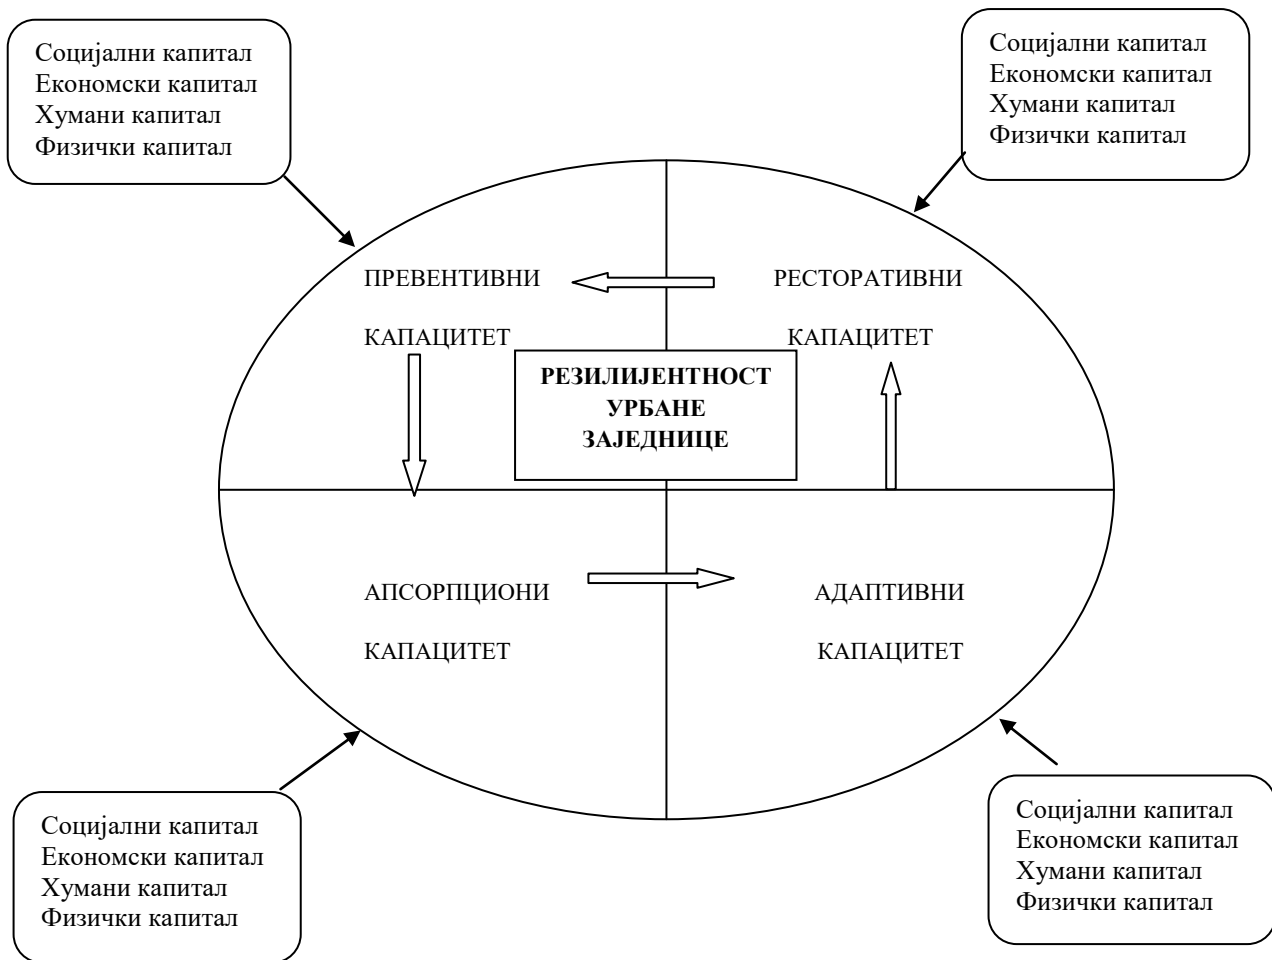 Социјални капитал
Економски капитал
Хумани капитал
Физички капитал
Социјални капитал
Економски капитал
Хумани капитал
Физички капитал
ПРЕВЕНТИВНИ
КАПАЦИТЕТ
РЕСТОРАТИВНИ
КАПАЦИТЕТ
РЕЗИЛИЈЕНТНОСТ
УРБАНЕ
ЗАЈЕДНИЦЕ
АПСОРПЦИОНИ
КАПАЦИТЕТ
АДАПТИВНИ
КАПАЦИТЕТ
Социјални капитал
Економски капитал
Хумани капитал
Физички капитал
Социјални капитал
Економски капитал
Хумани капитал
Физички капитал